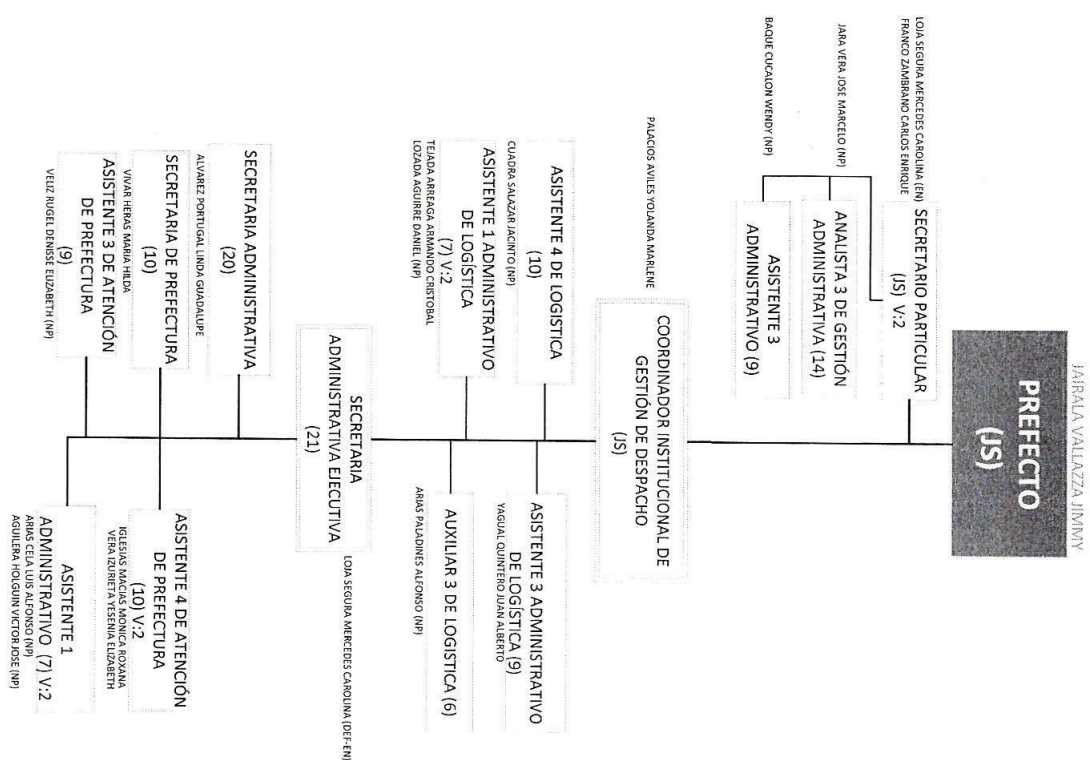 JAIRALA VALLAZZA JIMMY
PREFECTO
(JS)
SECRETARIO PARTICULAR
(JS) V:2
LOJA SEGURA MERCEDES CAROLINA (EN)
FRANCO ZAMBRANO CARLOS ENRIQUE
ANALISTA 3 DE GESTIÓN
ADMINISTRATIVA (14)
JARA VERA JOSE MARCELO (NP)
ASISTENTE 3
ADMINISTRATIVO (9)
BAQUE CUCALON WENDY (NP)
COORDINADOR INSTITUCIONAL DE
GESTIÓN DE DESPACHO
(JS)
PALACIOS AVILES YOLANDA MARLENE
ASISTENTE 4 DE LOGISTICA
(10)
CUADRA SALAZAR JACINTO (NP)
ASISTENTE 3 ADMINISTRATIVO
DE LOGÍSTICA (9)
YAGUAL QUINTERO JUAN ALBERTO
ASISTENTE 1 ADMINISTRATIVO
DE LOGÍSTICA
(7) V:2
TEJADA ARREAGA ARMANDO CRISTOBAL
LOZADA AGUIRRE DANIEL (NP)
AUXILIAR 3 DE LOGISTICA (6)
ARIAS PALADINES ALFONSO (NP)
SECRETARIA
ADMINISTRATIVA EJECUTIVA
(21)
LOJA SEGURA MERCEDES CAROLINA (DEF-EN)
SECRETARIA ADMINISTRATIVA
(20)
ALVAREZ PORTUGAL LINDA GUADALUPE
SECRETARIA DE PREFECTURA
(10)
VIVAR HERAS MARIA HILDA
ASISTENTE 4 DE ATENCIÓN
DE PREFECTURA
(10) V:2
IGLESIAS MACIAS MONICA ROXANA
VERA LIZURIETA YESENIA ELIZABETH
ASISTENTE 3 DE ATENCIÓN
DE PREFECTURA
(9)
VELIZ RUGEL DENISSE ELIZABETH (NP)
ASISTENTE 1
ADMINISTRATIVO (7) V:2
ARIAS CELA LUIS ALFONSO (NP)
AGUILERA HOLGUIN VICTOR JOSE (NP)